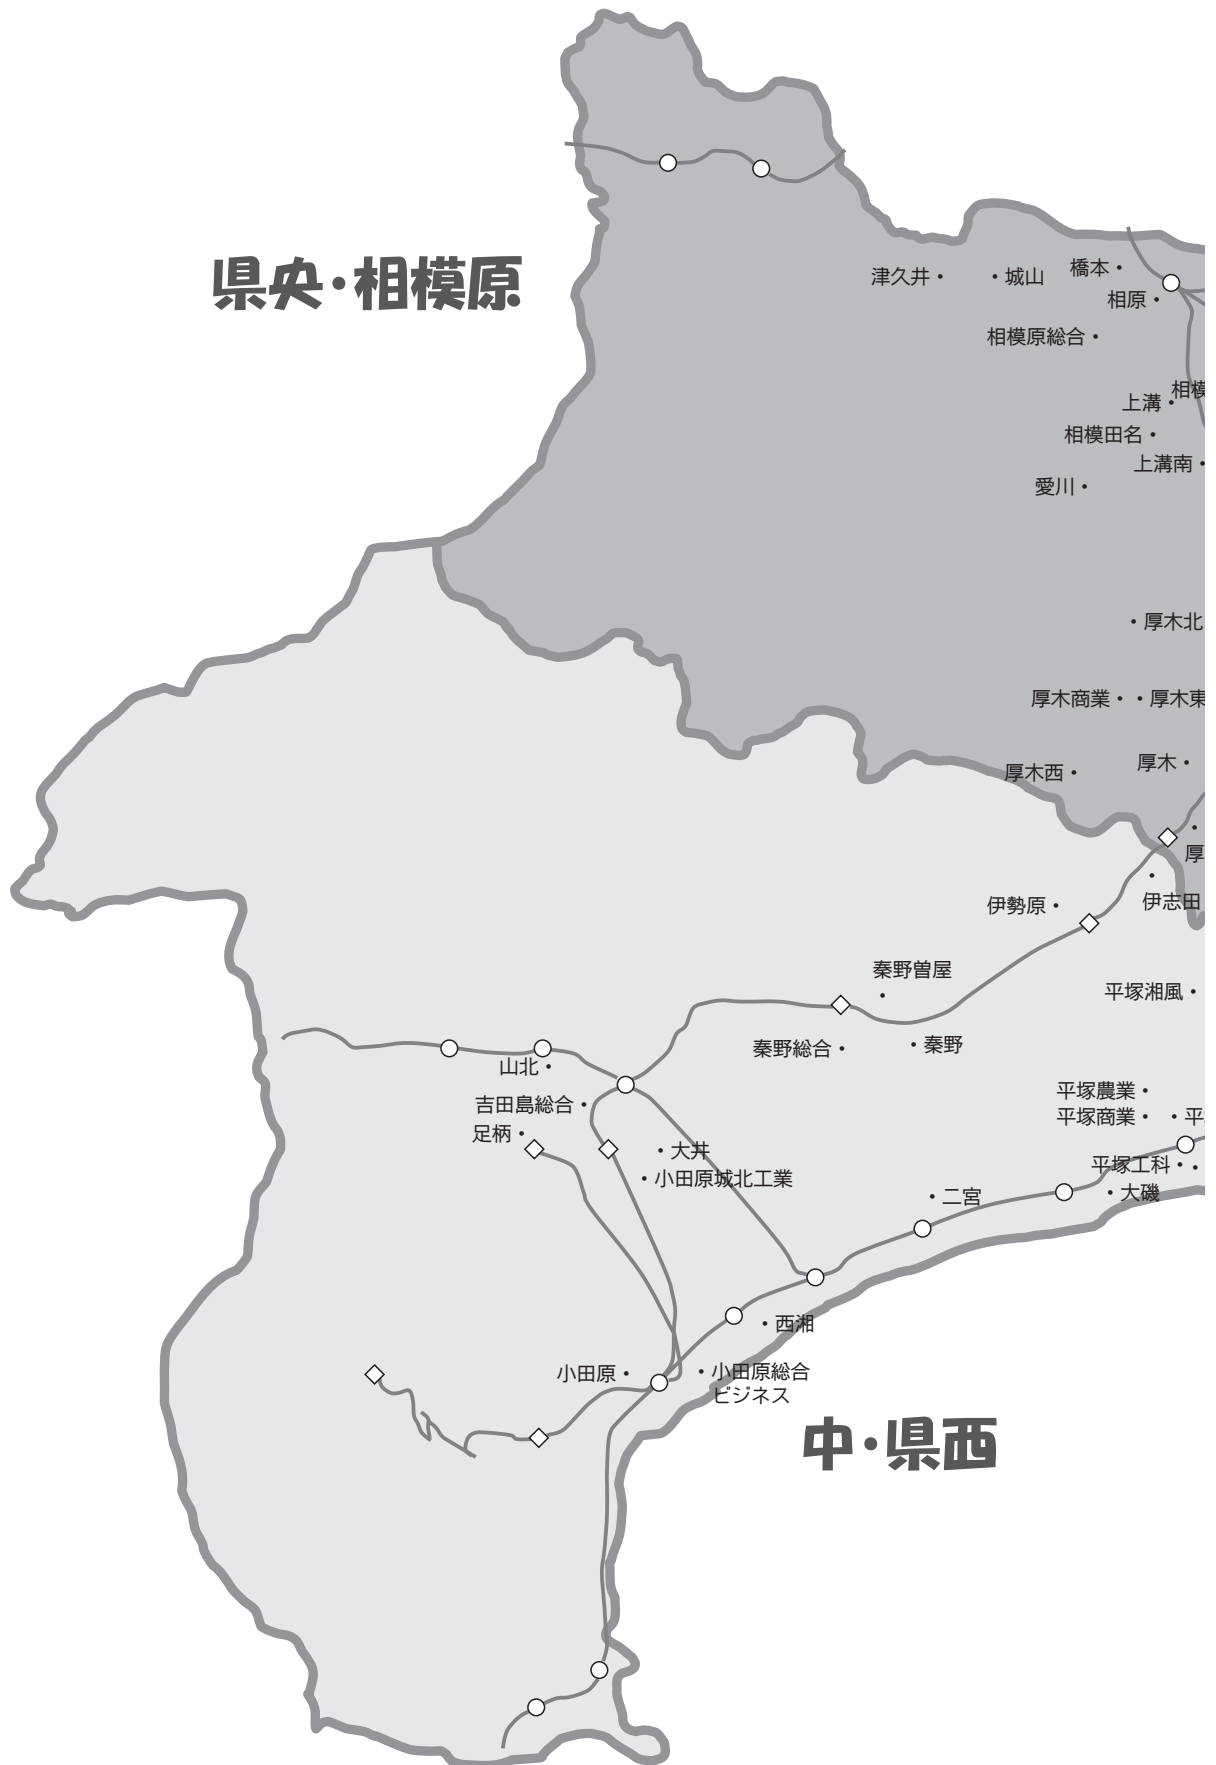 県央・相模原
津久井・
・城山
橋本・
相原・
相模原総合・
相模
上溝・
相模田名・
上溝南・
愛川・
・厚木北
厚木商業・
・厚木東
厚木西・
厚木・
・
厚
・
伊志田
伊勢原・
秦野曽屋
・
平塚湘風・
秦野総合・
・秦野
山北・
吉田島総合・
足柄・
・大井
・小田原城北工業
平塚農業・
平塚商業・
・平
平塚工科・
・
・大磯
・二宮
・西湘
小田原・
・小田原総合
ビジネス
中・県西